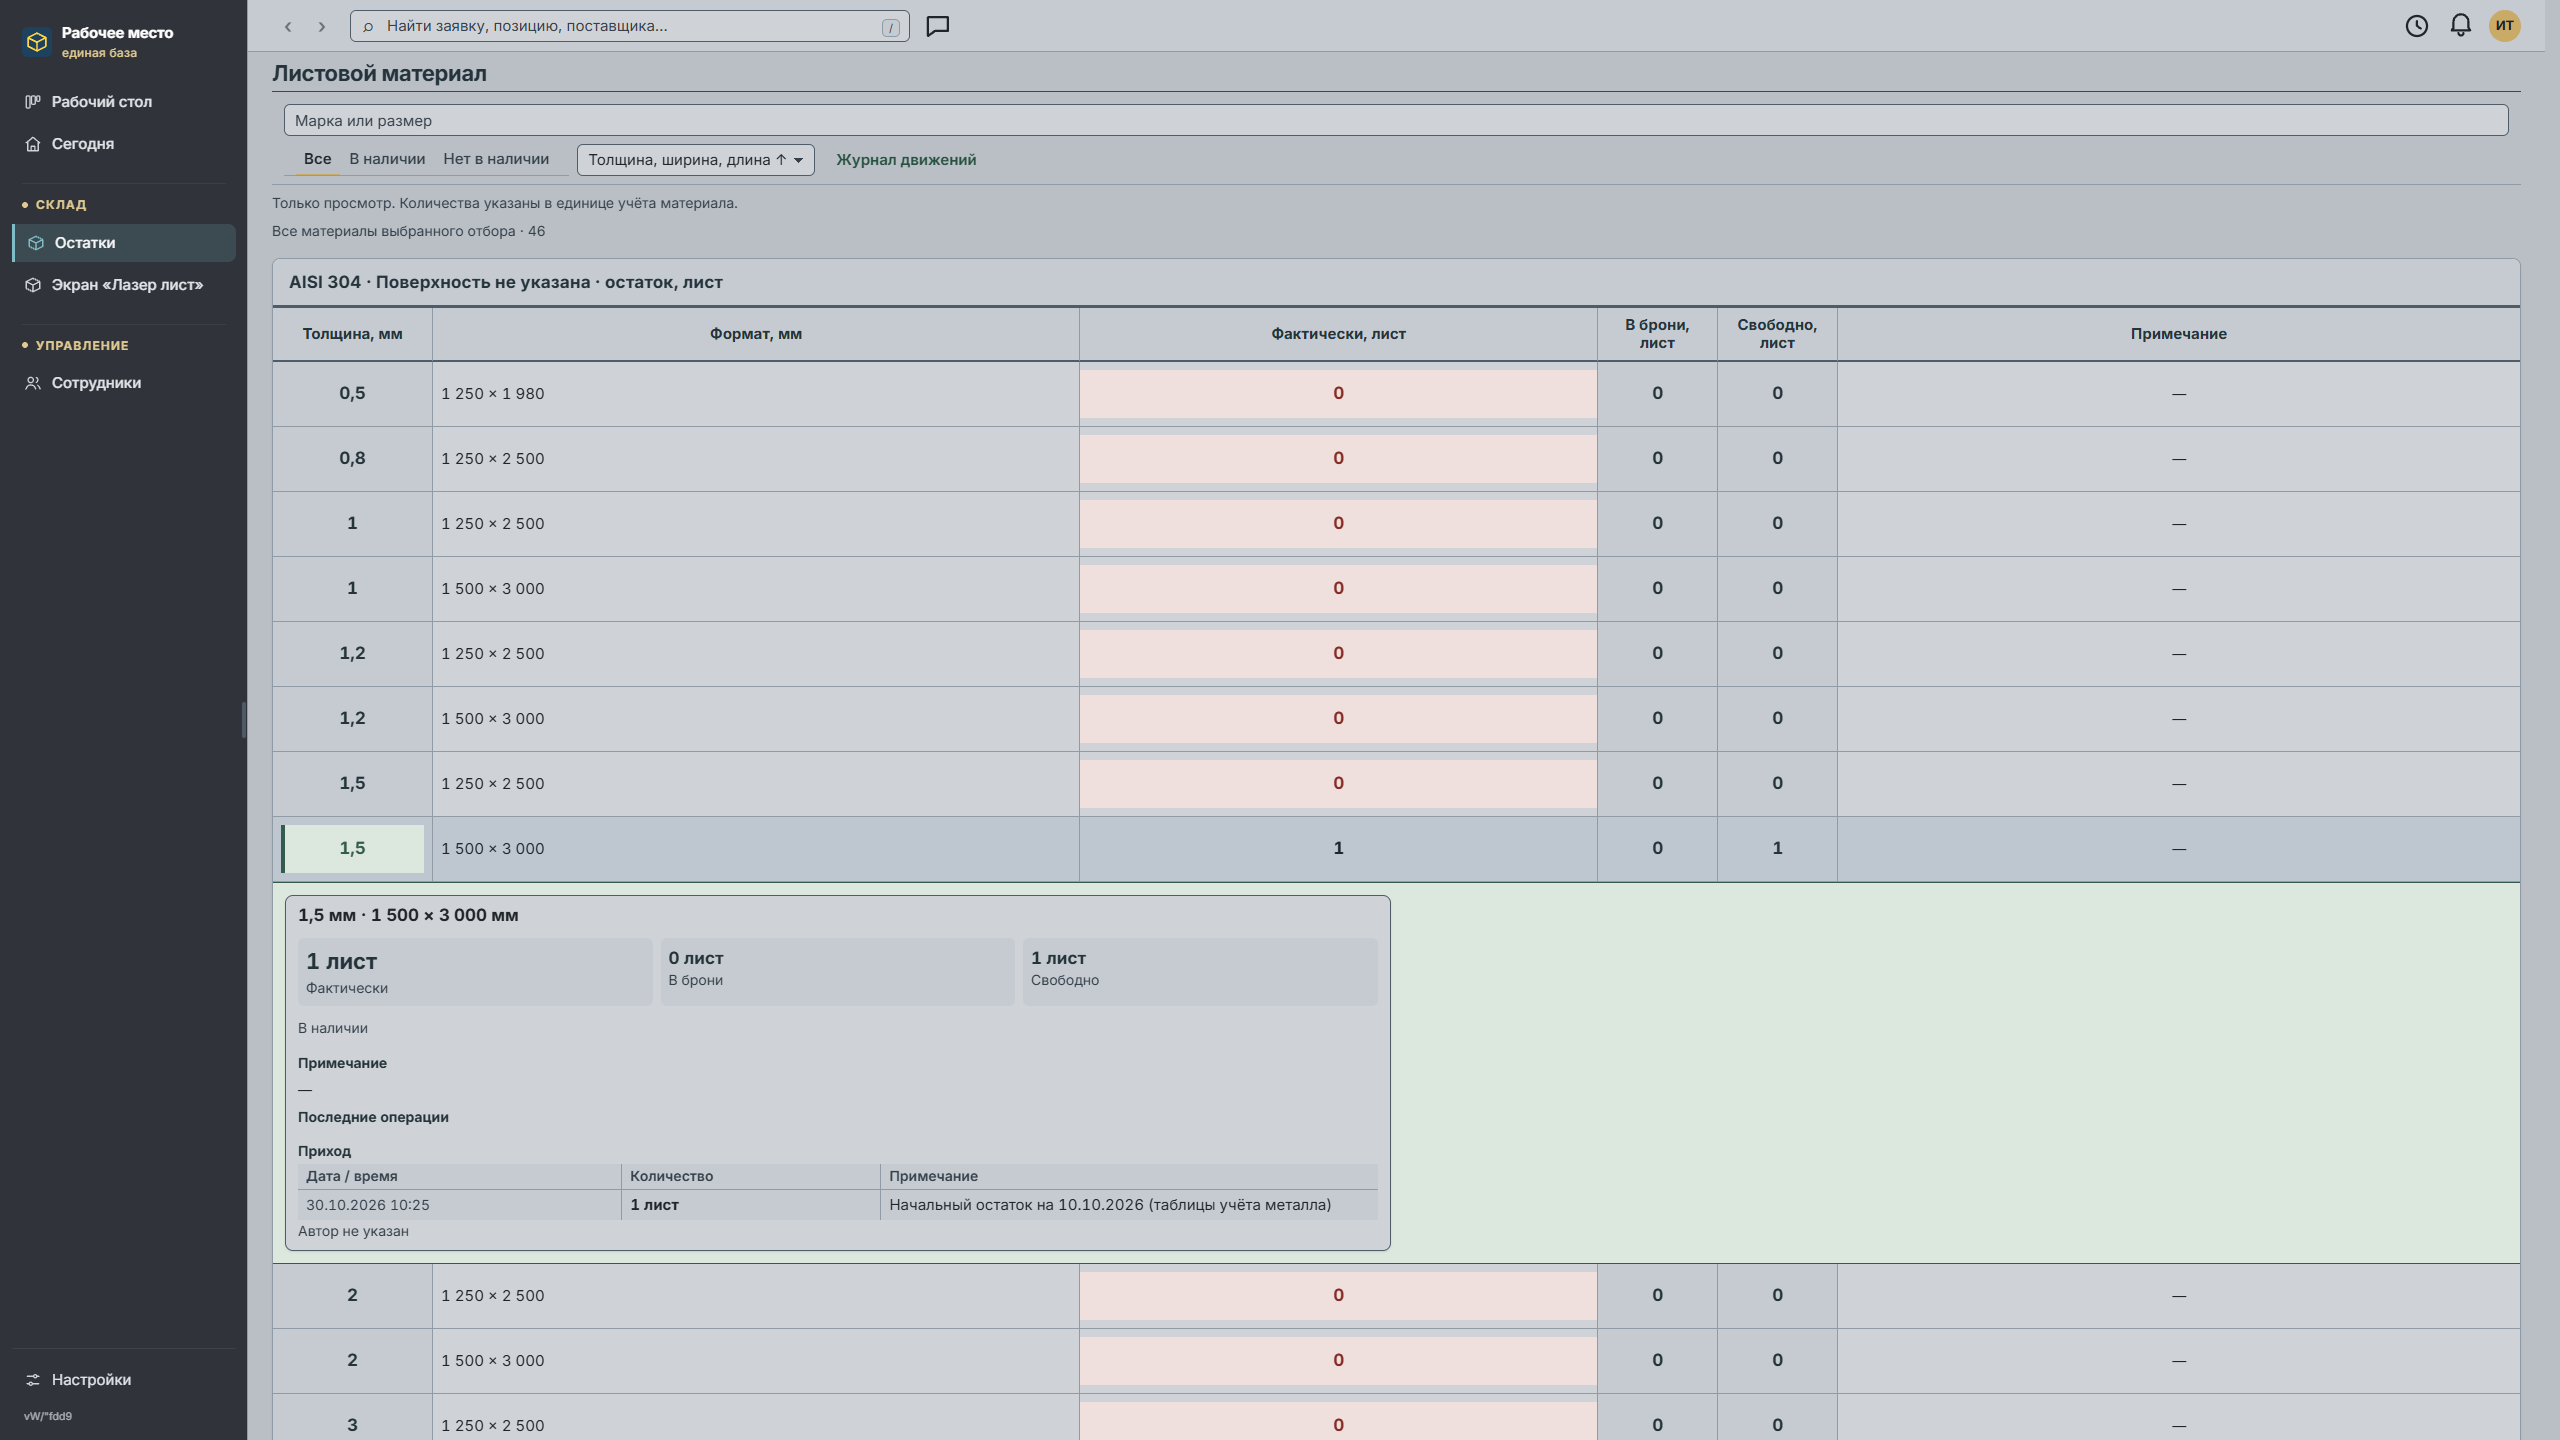 Рабочее место
единая база
Рабочий стол
Сегодня
СКЛАД
Остатки
Экран «Лазер лист»
УПРАВЛЕНИЕ
Сотрудники
Настройки
vW/"fdd9
Найти заявку, позицию, поставщика... /
ИТ
Листовой материал
Марка или размер
Все В наличии Нет в наличии Толщина, ширина, длина ↑ Журнал движений
Только просмотр. Количества указаны в единице учёта материала.
Все материалы выбранного отбора · 46
AISI 304 · Поверхность не указана · остаток, лист
Толщина, мм Формат, мм Фактически, лист В брони, лист Свободно, лист Примечание
0,5 1 250 × 1 980 0 0 0 —
0,8 1 250 × 2 500 0 0 0 —
1 1 250 × 2 500 0 0 0 —
1 1 500 × 3 000 0 0 0 —
1,2 1 250 × 2 500 0 0 0 —
1,2 1 500 × 3 000 0 0 0 —
1,5 1 250 × 2 500 0 0 0 —
1,5 1 500 × 3 000 1 0 1 —
1,5 мм · 1 500 × 3 000 мм
1 лист 0 лист 1 лист
Фактически В брони Свободно
В наличии
Примечание
—
Последние операции
Приход
Дата / время Количество Примечание
30.10.2026 10:25 1 лист Начальный остаток на 10.10.2026 (таблицы учёта металла)
Автор не указан
2 1 250 × 2 500 0 0 0 —
2 1 500 × 3 000 0 0 0 —
3 1 250 × 2 500 0 0 0 —